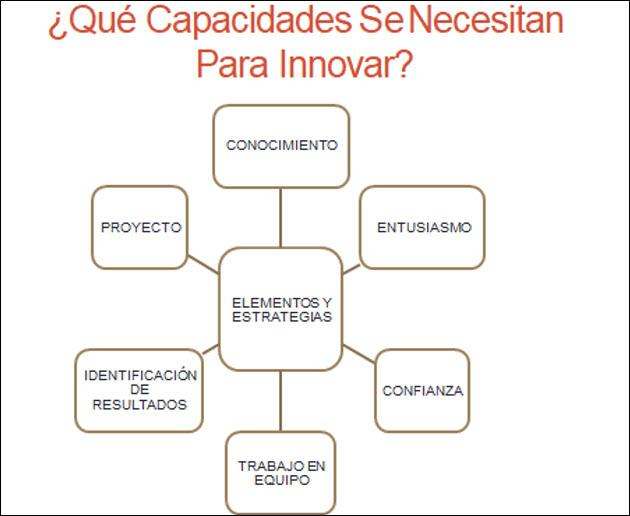 ¿Qué Capacidades Se Necesitan
Para Innovar?
CONOCIMIENTO
PROYECTO
ENTUSIASMO
ELEMENTOS Y
ESTRATEGIAS
IDENTIFICACIÓN
DE
RESULTADOS
CONFIANZA
TRABAJO EN
EQUIPO